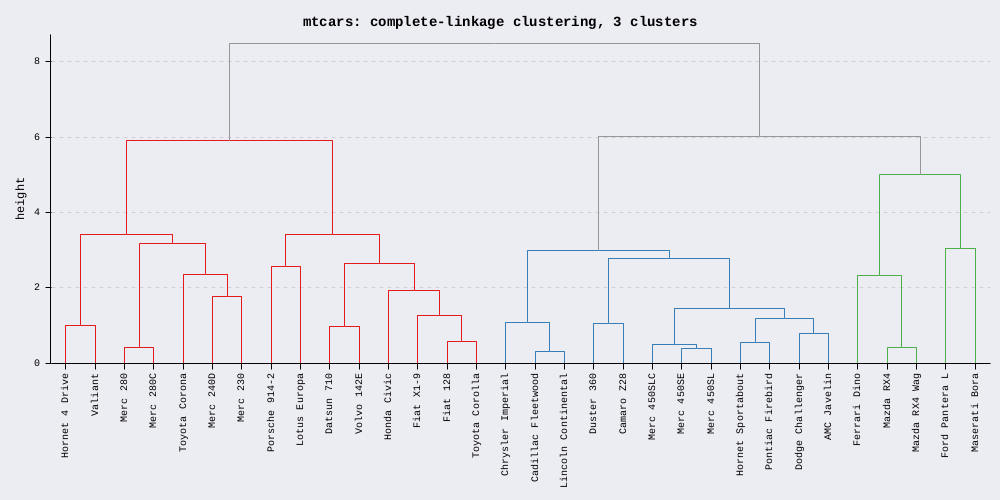 mtcars: complete-linkage clustering, 3 clusters
height
8
6
4
2
0
Hornet 4 Drive
Valiant
Merc 280
Merc 280C
Toyota Corona
Merc 240D
Merc 230
Porsche 914-2
Lotus Europa
Datsun 710
Volvo 142E
Honda Civic
Fiat X1-9
Fiat 128
Toyota Corolla
Chrysler Imperial
Cadillac Fleetwood
Lincoln Continental
Duster 360
Camaro Z28
Merc 450SLC
Merc 450SE
Merc 450SL
Hornet Sportabout
Pontiac Firebird
Dodge Challenger
AMC Javelin
Ferrari Dino
Mazda RX4
Mazda RX4 Wag
Ford Pantera L
Maserati Bora